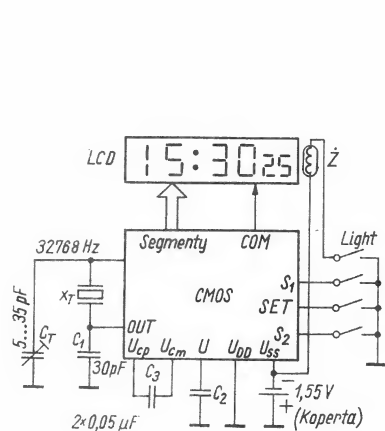 LCD
15:30 25
Ż
32768 Hz
Segmenty
COM
Light
5...35 pF
X_T
CMOS
S₁
SET
S₂
C_T
C₁
30pF
OUT
U_cp
U_cm
U
U_DD
U_ss
C₃
C₂
−
1,55 V
+
(Koperta)
2×0,05 μF